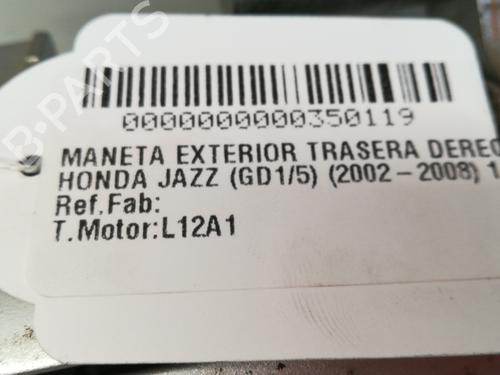 0000000000350119
MANETA EXTERIOR TRASERA DEREC
HONDA JAZZ (GD1/5) (2002-2008) 1
Ref.Fab:
T.Motor:L12A1
B-PARTS